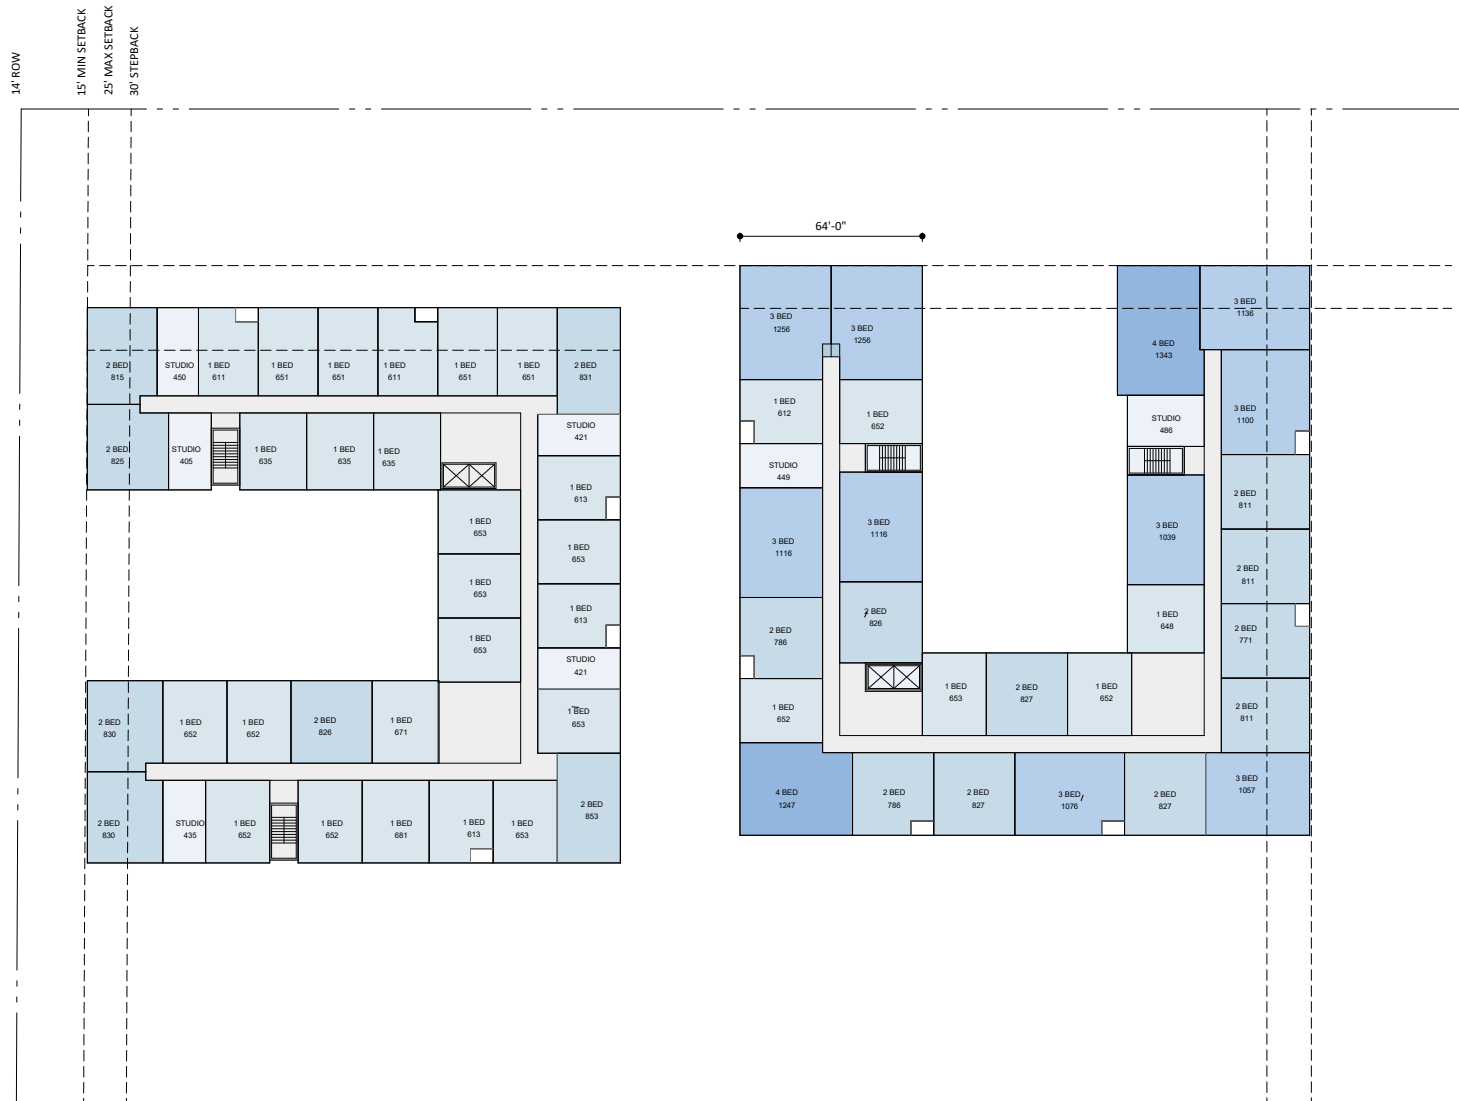 14' ROW
15' MIN SETBACK
25' MAX SETBACK
30' STEPBACK
64'-0"
2 BED
815
STUDIO
450
1 BED
611
1 BED
651
1 BED
651
1 BED
611
1 BED
651
1 BED
651
2 BED
831
2 BED
825
STUDIO
405
1 BED
635
1 BED
635
1 BED
635
STUDIO
421
1 BED
613
1 BED
653
1 BED
653
1 BED
653
1 BED
613
1 BED
653
STUDIO
421
1 BED
653
2 BED
830
1 BED
652
1 BED
652
2 BED
826
1 BED
671
2 BED
830
STUDIO
435
1 BED
652
1 BED
652
1 BED
681
1 BED
613
1 BED
653
2 BED
853
3 BED
1256
3 BED
1256
1 BED
612
1 BED
652
STUDIO
449
3 BED
1116
3 BED
1116
2 BED
786
2 BED
826
1 BED
652
4 BED
1247
1 BED
653
2 BED
827
1 BED
652
2 BED
786
2 BED
827
3 BED
1076
2 BED
827
3 BED
1057
4 BED
1343
3 BED
1136
STUDIO
486
3 BED
1100
3 BED
1039
2 BED
811
2 BED
811
1 BED
648
2 BED
771
2 BED
811